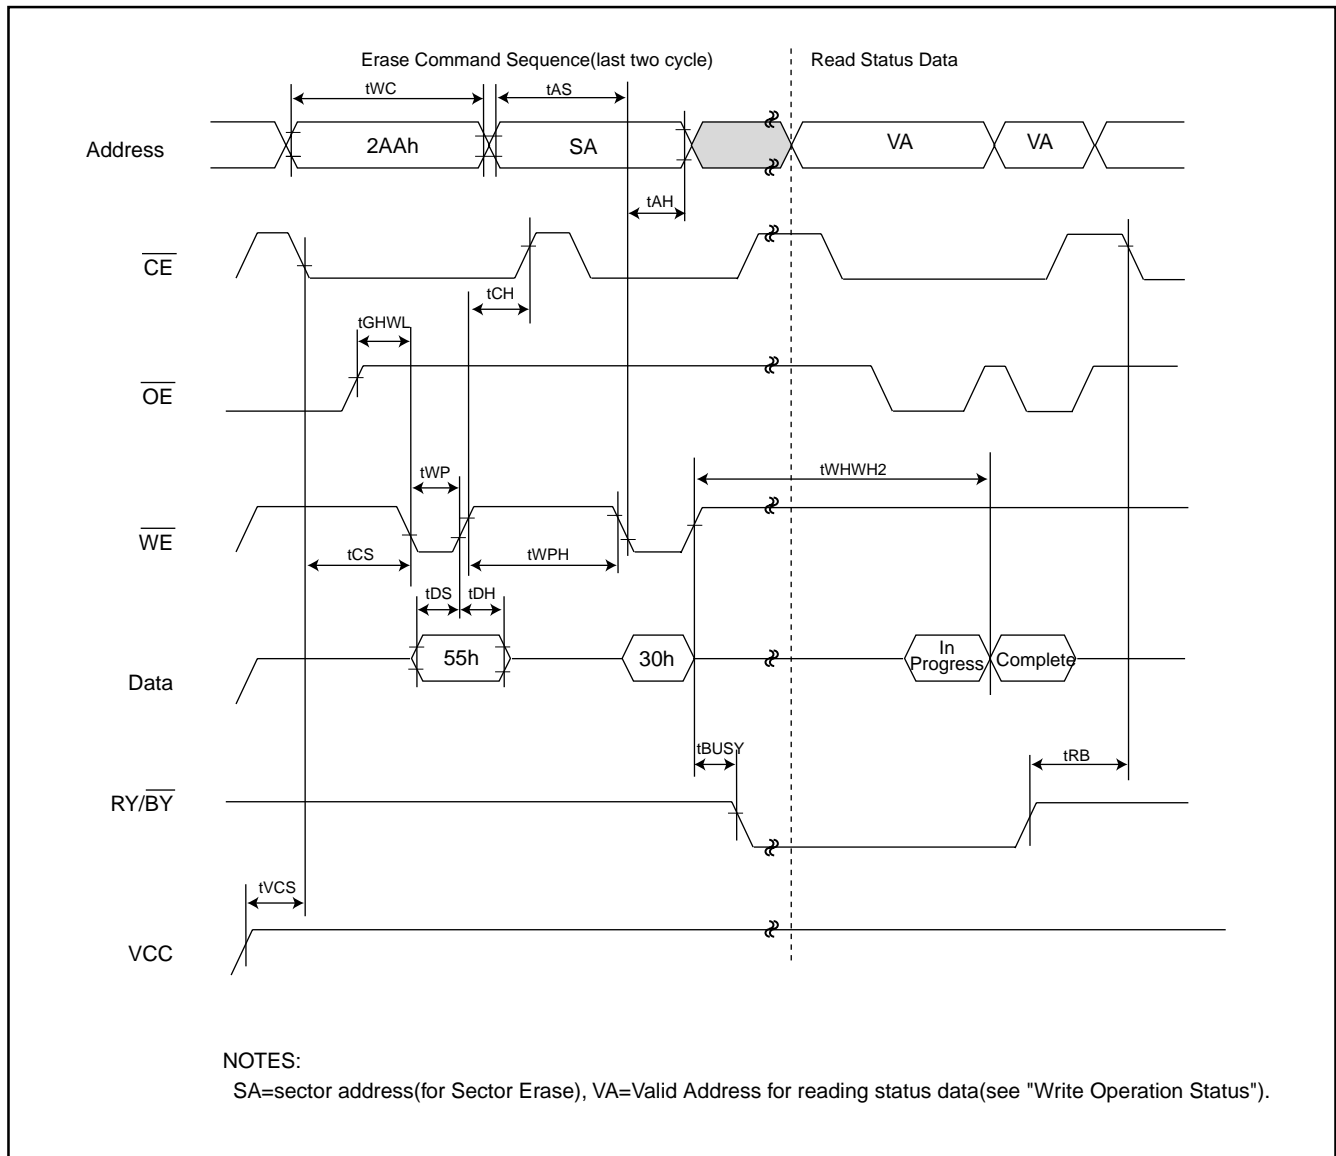 Erase Command Sequence(last two cycle)
Read Status Data
tWC
tAS
Address
2AAh
SA
VA
VA
tAH
CE
tCH
tGHWL
OE
tWP
tWHWH2
WE
tCS
tWPH
tDS
tDH
Data
55h
30h
In
Progress
Complete
tBUSY
tRB
RY/BY
tVCS
VCC
NOTES:
SA=sector address(for Sector Erase), VA=Valid Address for reading status data(see "Write Operation Status").